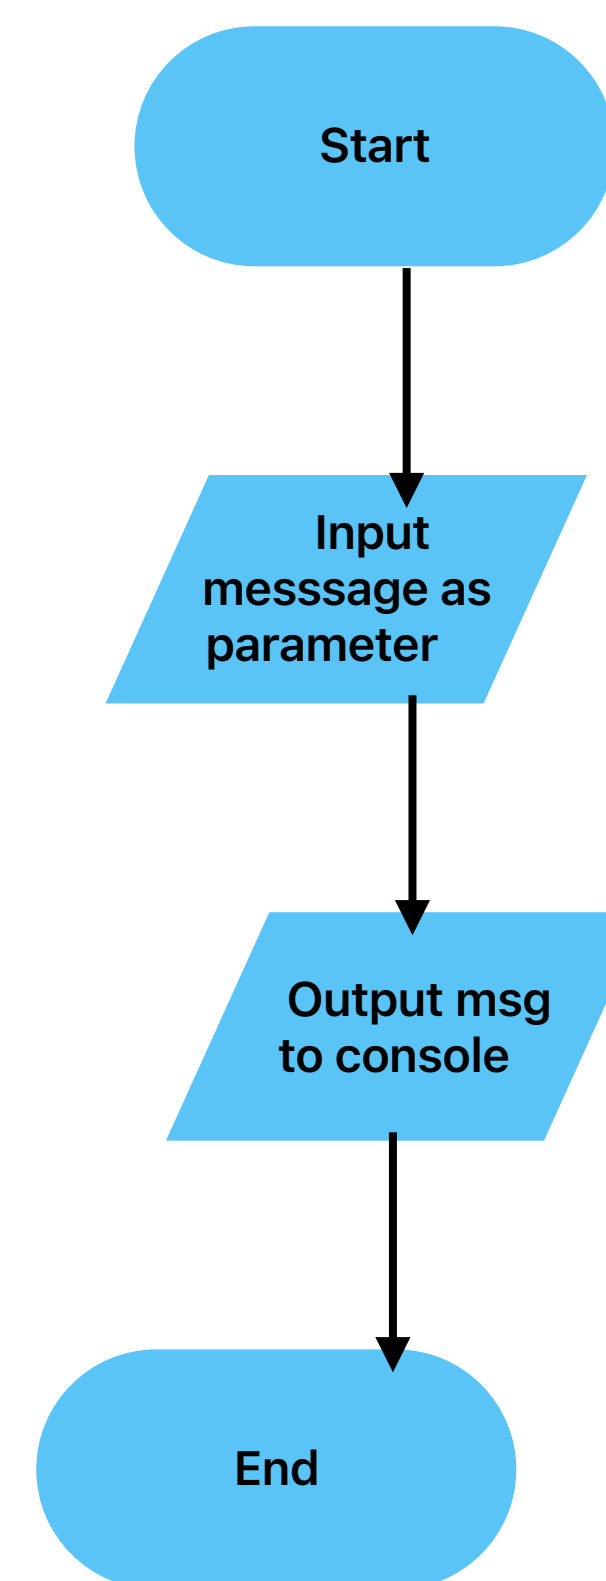 Start
Input
messsage as
parameter
Output msg
to console
End